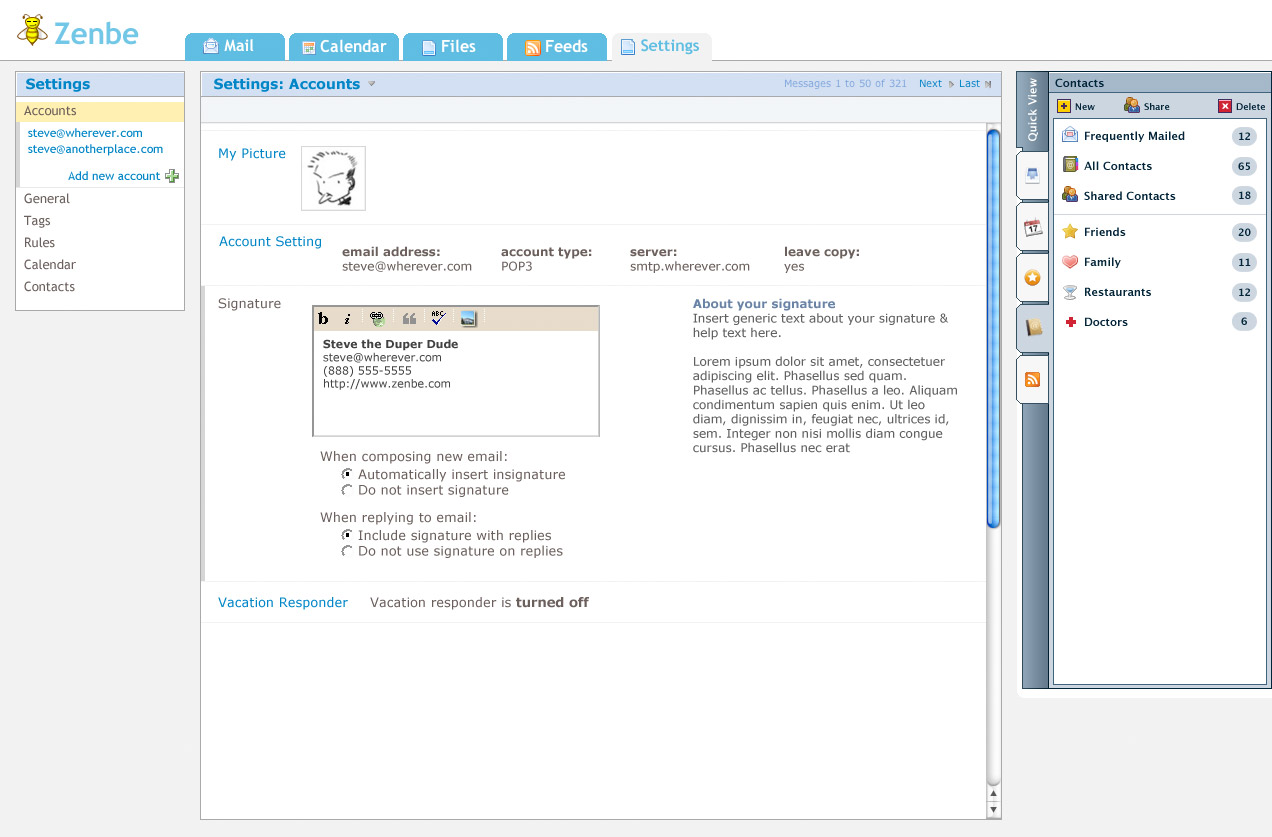 Zenbe
Mail
Calendar
Files
Feeds
Settings
Settings
Accounts
steve@wherever.com
steve@anotherplace.com
Add new account
General
Tags
Rules
Calendar
Contacts
Settings: Accounts
Messages 1 to 50 of 321 Next Last
My Picture
Account Setting
email address: account type: server: leave copy:
steve@wherever.com POP3 smtp.wherever.com yes
Signature
b i ABC
Steve the Duper Dude
steve@wherever.com
(888) 555-5555
http://www.zenbe.com
When composing new email:
Automatically insert insignature
Do not insert signature
When replying to email:
Include signature with replies
Do not use signature on replies
About your signature
Insert generic text about your signature &
help text here.
Lorem ipsum dolor sit amet, consectetuer
adipiscing elit. Phasellus sed quam.
Phasellus ac tellus. Phasellus a leo. Aliquam
condimentum sapien quis enim. Ut leo
diam, dignissim in, feugiat nec, ultrices id,
sem. Integer non nisi mollis diam congue
cursus. Phasellus nec erat
Vacation Responder Vacation responder is turned off
Quick View
17
Contacts
New Share Delete
Frequently Mailed 12
All Contacts 65
Shared Contacts 18
Friends 20
Family 11
Restaurants 12
Doctors 6